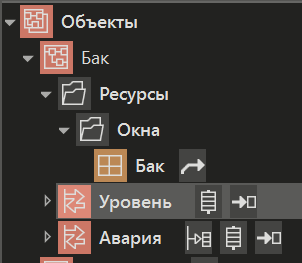 Объекты
Бак
Ресурсы
Окна
Бак
Уровень
Авария